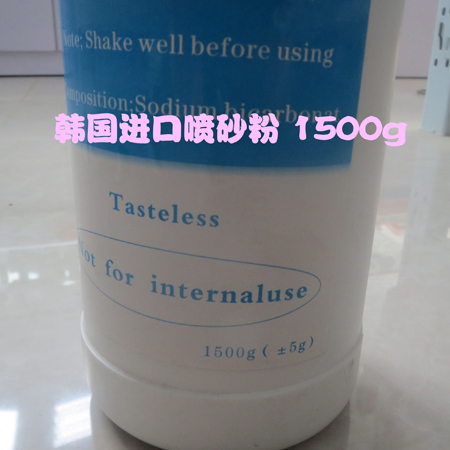 Note; Shake well before using
mposition;Sodium bicarbonat
韩国进口喷砂粉 1500g
Tasteless
Not for internaluse
1500g ( ±5g )